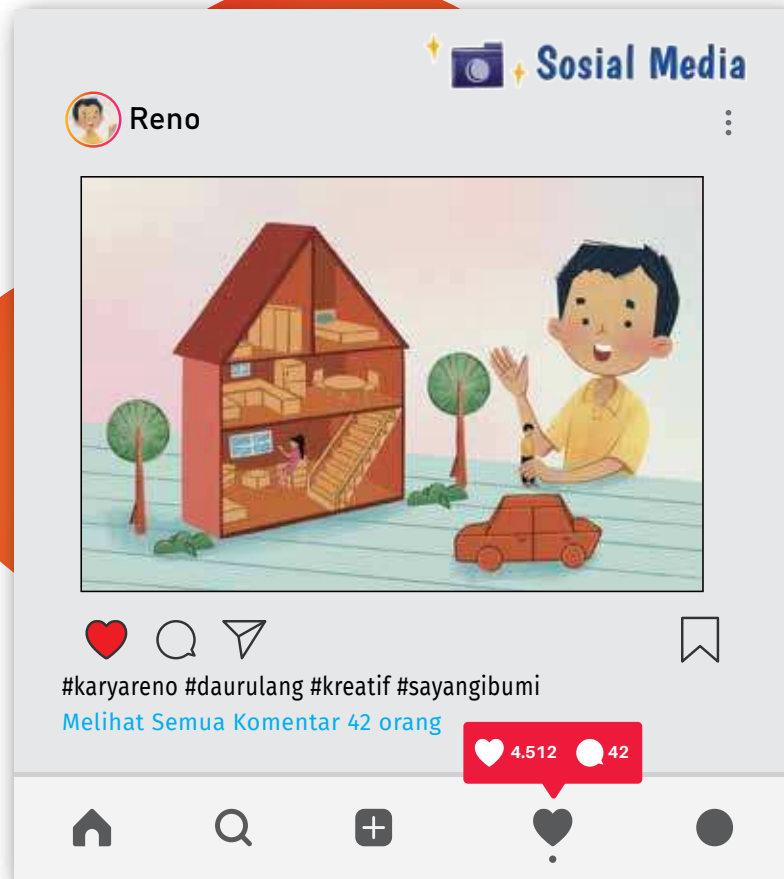 Sosial Media
Reno
#karyareno #daurulang #kreatif #sayangibumi
Melihat Semua Komentar 42 orang
4.512 42